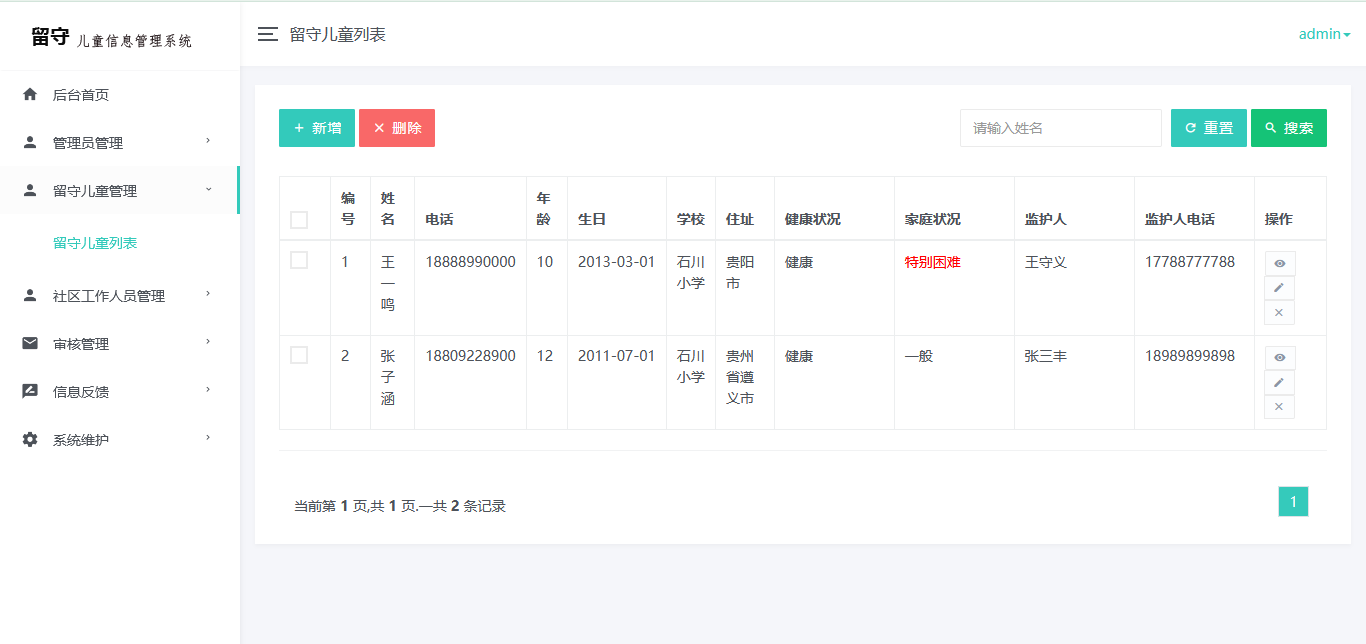 留守 儿童信息管理系统
留守儿童列表
admin
后台首页
管理员管理
留守儿童管理
留守儿童列表
社区工作人员管理
审核管理
信息反馈
系统维护
+ 新增
× 删除
请输入姓名
重置
搜索
编号 姓名 电话 年龄 生日 学校 住址 健康状况 家庭状况 监护人 监护人电话 操作
1 王一鸣 18888990000 10 2013-03-01 石川小学 贵阳市 健康 特别困难 王守义 17788777788
2 张子涵 18809228900 12 2011-07-01 石川小学 贵州省遵义市 健康 一般 张三丰 18989899898
当前第 1 页,共 1 页.一共 2 条记录
1